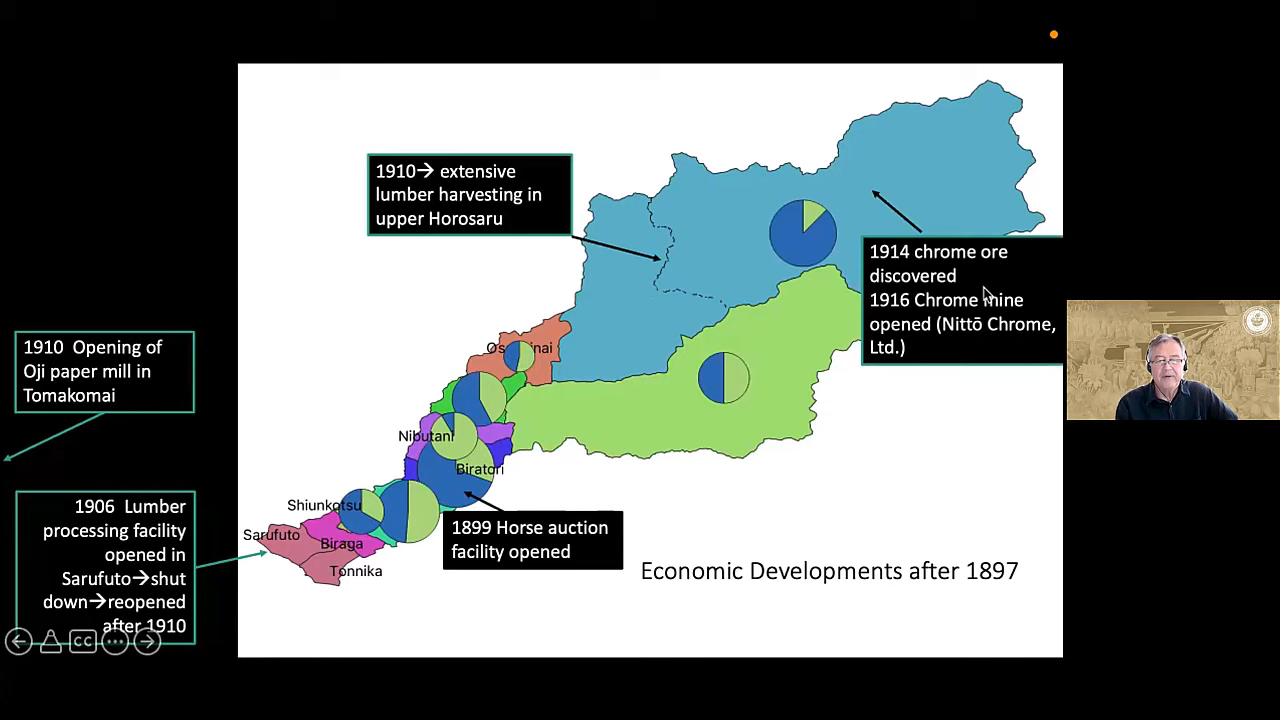 1910→ extensive
lumber harvesting in
upper Horosaru
1914 chrome ore
discovered
1916 Chrome mine
opened (Nittō Chrome,
Ltd.)
1910 Opening of
Oji paper mill in
Tomakomai
Nibutani
Biratori
1906 Lumber
processing facility
opened in
Sarufuto→shut
down→reopened
after 1910
Shiunkotsu
Sarufuto
Biraga
Tonnika
1899 Horse auction
facility opened
Economic Developments after 1897
CC